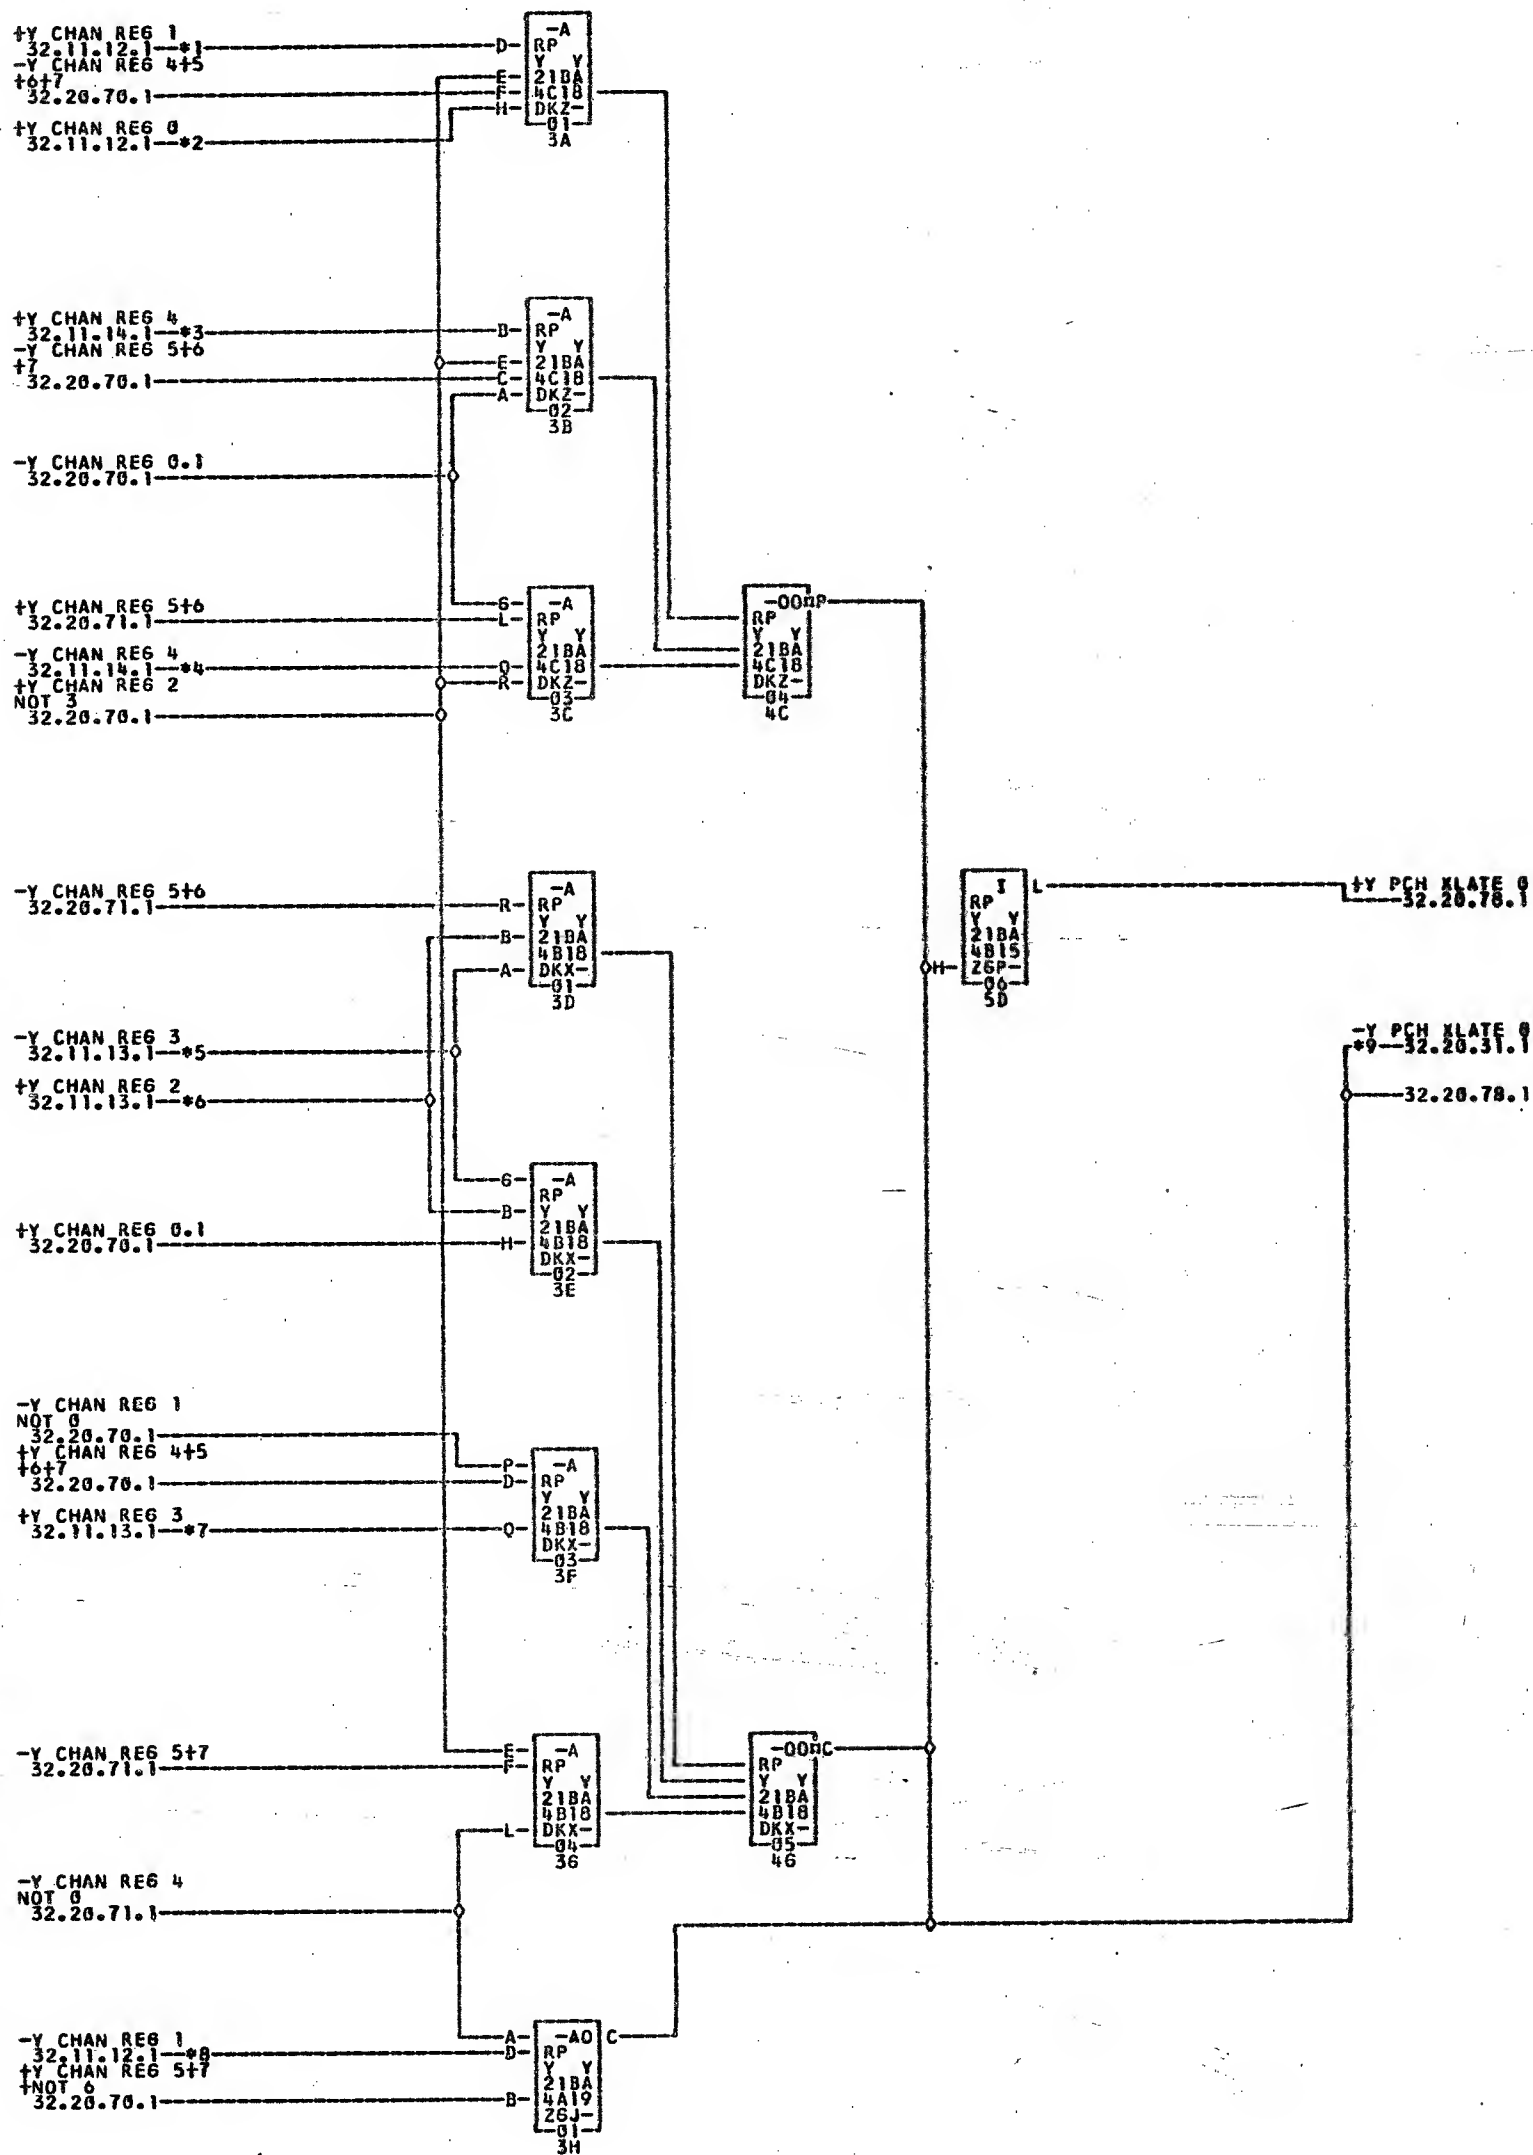 +Y CHAN REG 1
32.11.12.1--*1
-Y CHAN REG 4+5
+6+7
32.20.70.1
+Y CHAN REG 0
32.11.12.1--*2
D
E
F
H
-A
RP
Y Y
21BA
4C18
DKZ-
01
3A
+Y CHAN REG 4
32.11.14.1--*3
-Y CHAN REG 5+6
+7
32.20.70.1
-Y CHAN REG 0.1
32.20.70.1
B
E
C
A
-A
RP
Y Y
21BA
4C18
DKZ-
02
3B
+Y CHAN REG 5+6
32.20.71.1
-Y CHAN REG 4
32.11.14.1--*4
+Y CHAN REG 2
NOT 3
32.20.70.1
G
L
Q
R
-A
RP
Y Y
21BA
4C18
DKZ-
03
3C
-OO P
RP
Y Y
21BA
4C18
DKZ-
04
4C
-Y CHAN REG 5+6
32.20.71.1
-Y CHAN REG 3
32.11.13.1--*5
+Y CHAN REG 2
32.11.13.1--*6
R
B
A
-A
RP
Y Y
21BA
4B18
DKX-
01
3D
H
I L
RP
Y Y
21BA
4B15
ZGP-
06
5D
+Y PCH XLATE 0
32.20.78.1
-Y PCH XLATE 0
*9--32.20.31.1
32.20.78.1
+Y CHAN REG 0.1
32.20.70.1
G
B
H
-A
RP
Y Y
21BA
4B18
DKX-
02
3E
-Y CHAN REG 1
NOT 0
32.20.70.1
+Y CHAN REG 4+5
+6+7
32.20.70.1
+Y CHAN REG 3
32.11.13.1--*7
P
D
Q
-A
RP
Y Y
21BA
4B18
DKX-
03
3F
-Y CHAN REG 5+7
32.20.71.1
-Y CHAN REG 4
NOT 0
32.20.71.1
E
F
L
-A
RP
Y Y
21BA
4B18
DKX-
04
3G
-OO C
RP
Y Y
21BA
4B18
DKX-
05
4G
-Y CHAN REG 1
32.11.12.1--*8
+Y CHAN REG 5+7
+NOT 6
32.20.70.1
A
D
B
-AO C
RP
Y Y
21BA
4A19
ZGJ-
01
3H